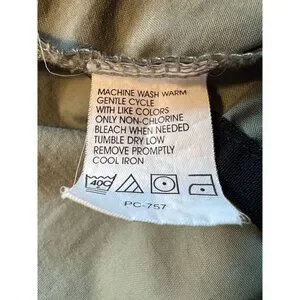 MACHINE WASH WARM
GENTLE CYCLE
WITH LIKE COLORS
ONLY NON-CHLORINE
BLEACH WHEN NEEDED
TUMBLE DRY LOW
REMOVE PROMPTLY
COOL IRON
40C
PC-757